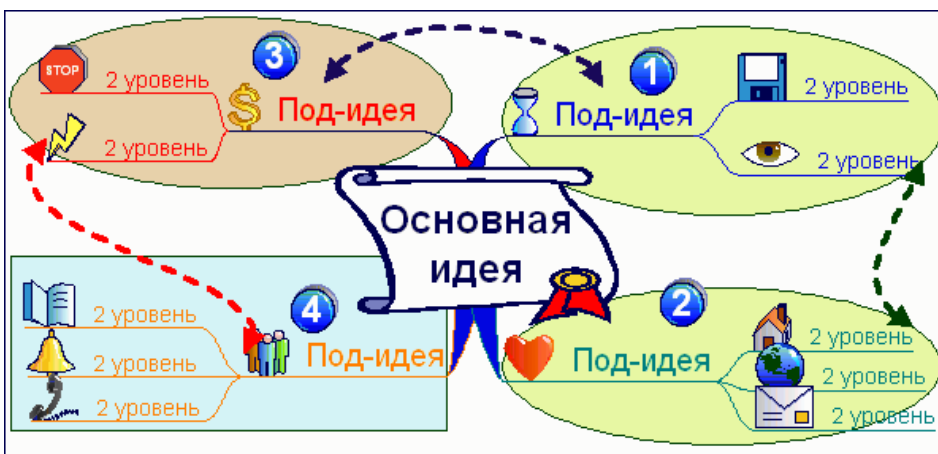 3
STOP
2 уровень
Под-идея
2 уровень
1
2 уровень
Под-идея
2 уровень
Основная
идея
4
2 уровень
Под-идея
2 уровень
2 уровень
2
2 уровень
Под-идея
2 уровень
2 уровень